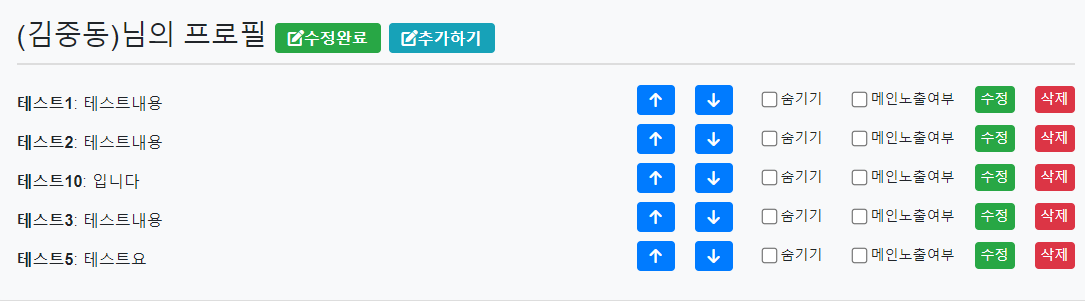 (김중동)님의 프로필 수정완료 추가하기
테스트1: 테스트내용 숨기기 메인노출여부 수정 삭제
테스트2: 테스트내용 숨기기 메인노출여부 수정 삭제
테스트10: 입니다 숨기기 메인노출여부 수정 삭제
테스트3: 테스트내용 숨기기 메인노출여부 수정 삭제
테스트5: 테스트요 숨기기 메인노출여부 수정 삭제